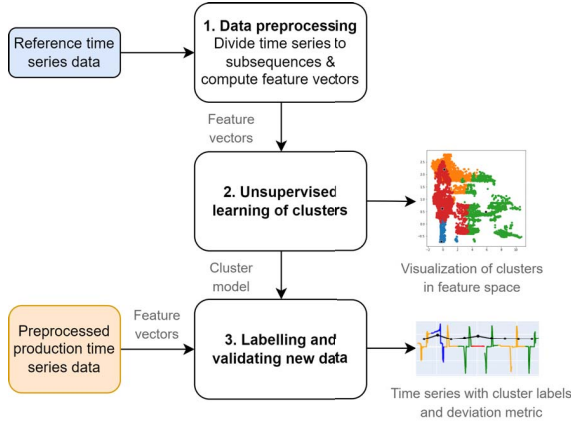 Reference time
series data
1. Data preprocessing
Divide time series to
subsequences &
compute feature vectors
Feature
vectors
2. Unsupervised
learning of clusters
Visualization of clusters
in feature space
Cluster
model
Preprocessed
production time
series data
Feature
vectors
3. Labelling and
validating new data
Time series with cluster labels
and deviation metric